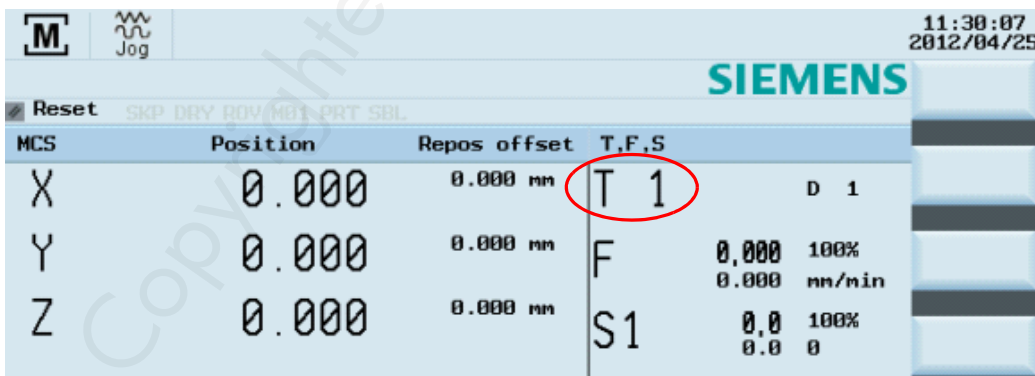 M Jog 11:30:07
2012/04/25
SIEMENS
Reset SKP DRY ROV M01 PRT SBL
MCS Position Repos offset T,F,S
X 0.000 0.000 mm T 1 D 1
Y 0.000 0.000 mm F 0.000 100%
0.000 mm/min
Z 0.000 0.000 mm S1 0.0 100%
0.0 0
Copyrighte